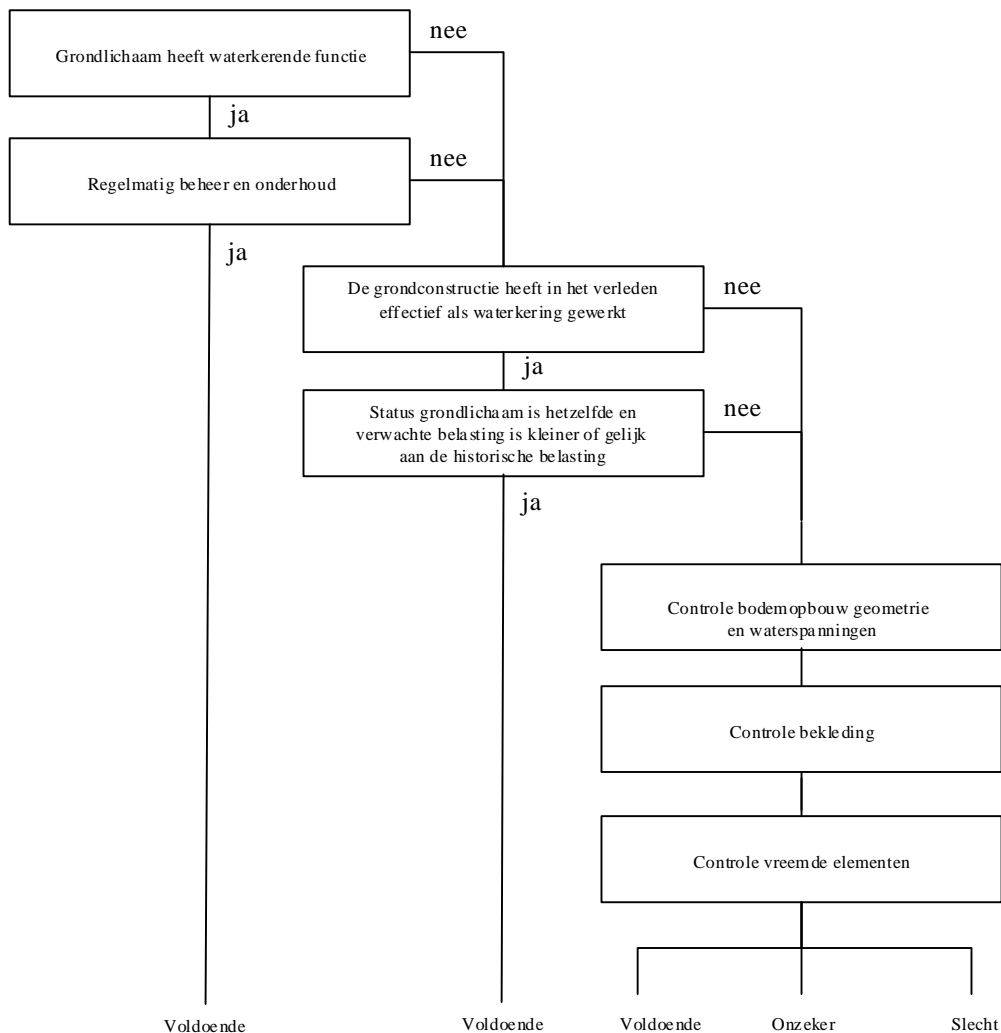 nee
Grondlichaam heeft waterkerende functie
ja
nee
Regelmatig beheer en onderhoud
ja
De grondconstructie heeft in het verleden
effectief als waterkering gewerkt
nee
ja
Status grondlichaam is hetzelfde en
verwachte belasting is kleiner of gelijk
aan de historische belasting
nee
ja
Controle bodemopbouw geometrie
en waterspanningen
Controle bekleding
Controle vreemde elementen
Voldoende Voldoende Voldoende Onzeker Slecht